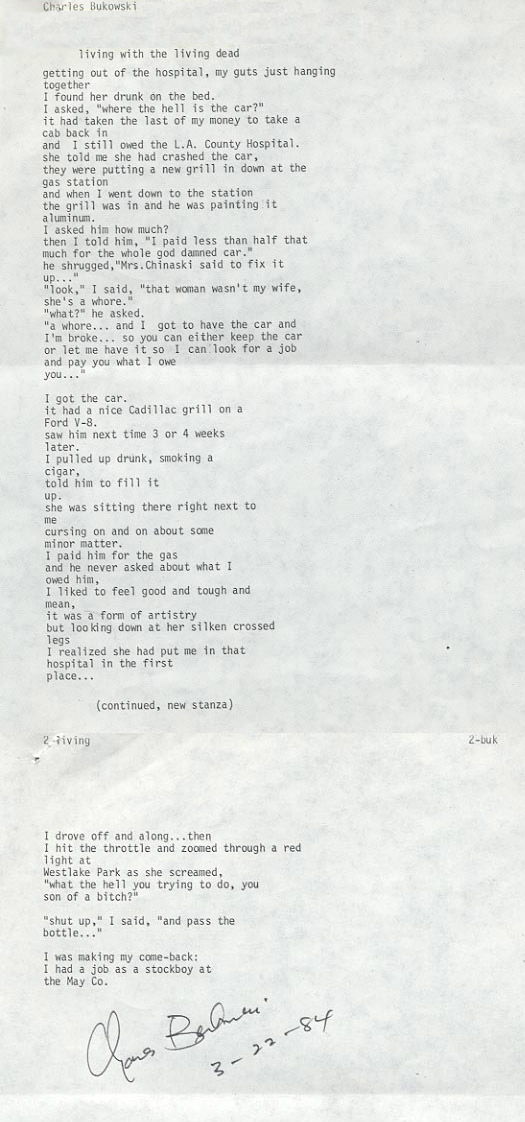 Charles Bukowski
living with the living dead
getting out of the hospital, my guts just hanging
together
I found her drunk on the bed.
I asked, "where the hell is the car?"
it had taken the last of my money to take a
cab back in
and I still owed the L.A. County Hospital.
she told me she had crashed the car,
they were putting a new grill in down at the
gas station
and when I went down to the station
the grill was in and he was painting it
aluminum.
I asked him how much?
then I told him, "I paid less than half that
much for the whole god damned car."
he shrugged,"Mrs.Chinaski said to fix it
up..."
"look," I said, "that woman wasn't my wife,
she's a whore."
"what?" he asked.
"a whore... and I got to have the car and
I'm broke... so you can either keep the car
or let me have it so I can look for a job
and pay you what I owe
you..."
I got the car.
it had a nice Cadillac grill on a
Ford V-8.
saw him next time 3 or 4 weeks
later.
I pulled up drunk, smoking a
cigar,
told him to fill it
up.
she was sitting there right next to
me
cursing on and on about some
minor matter.
I paid him for the gas
and he never asked about what I
owed him,
I liked to feel good and tough and
mean,
it was a form of artistry
but looking down at her silken crossed
legs
I realized she had put me in that
hospital in the first
place...
(continued, new stanza)
2 living 2-buk
I drove off and along...then
I hit the throttle and zoomed through a red
light at
Westlake Park as she screamed,
"what the hell you trying to do, you
son of a bitch?"
"shut up," I said, "and pass the
bottle..."
I was making my come-back:
I had a job as a stockboy at
the May Co.
Charles Bukowski
3-22-84